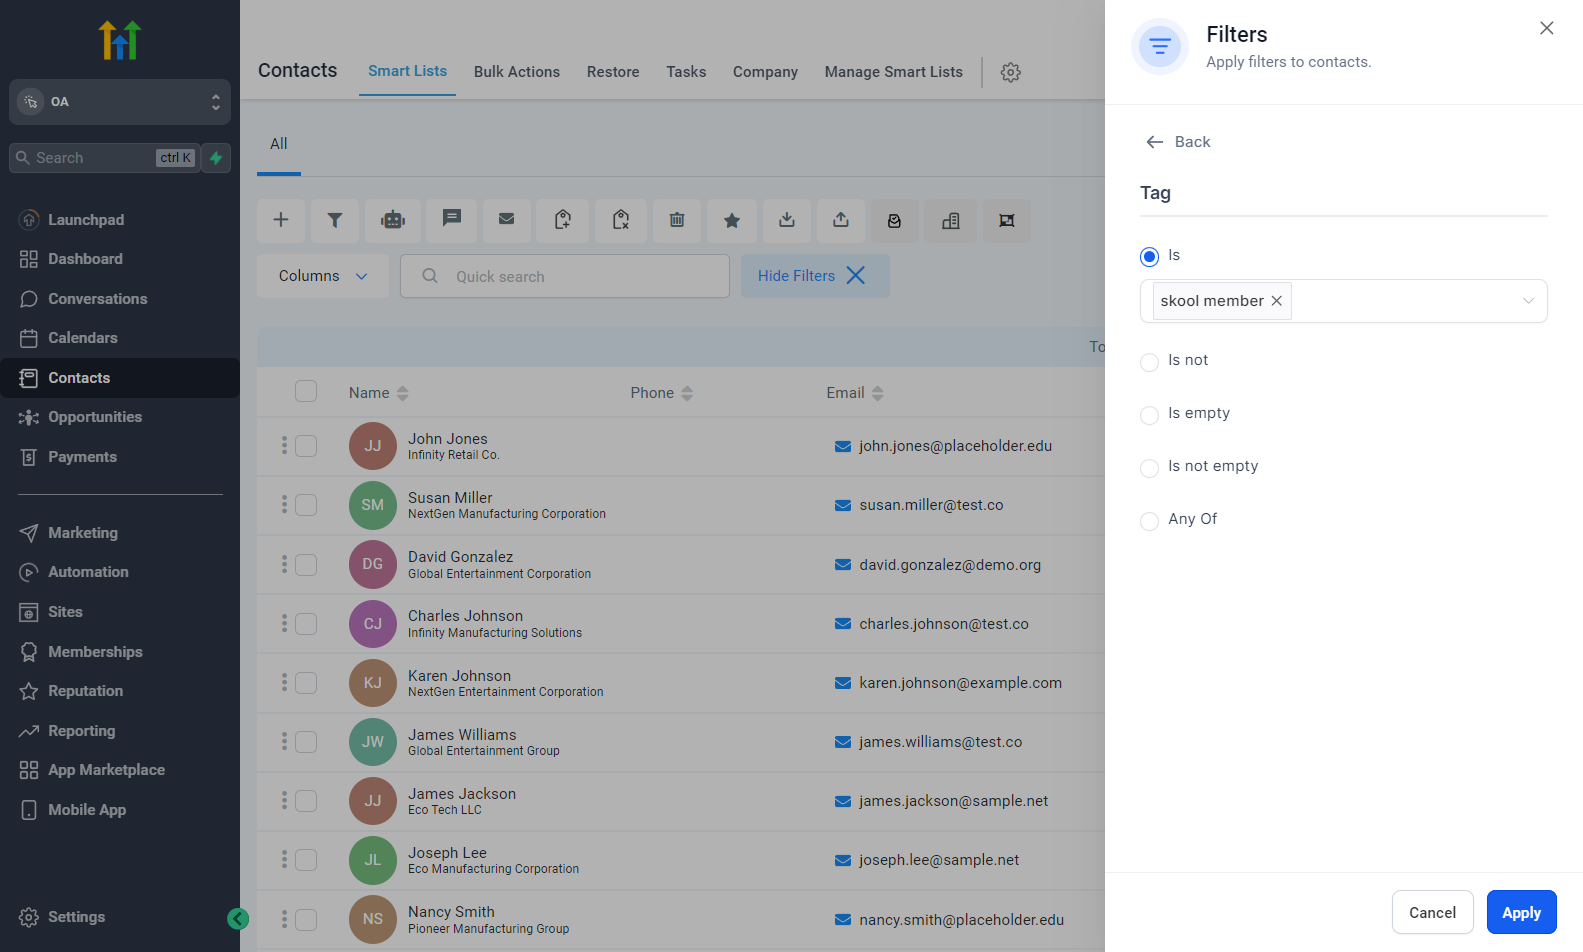 OA
Search
ctrl K
Launchpad
Dashboard
Conversations
Calendars
Contacts
Opportunities
Payments
Marketing
Automation
Sites
Memberships
Reputation
Reporting
App Marketplace
Mobile App
Settings
Contacts
Smart Lists
Bulk Actions
Restore
Tasks
Company
Manage Smart Lists
All
Columns
Quick search
Hide Filters
To
Name
Phone
Email
JJ
John Jones
Infinity Retail Co.
john.jones@placeholder.edu
SM
Susan Miller
NextGen Manufacturing Corporation
susan.miller@test.co
DG
David Gonzalez
Global Entertainment Corporation
david.gonzalez@demo.org
CJ
Charles Johnson
Infinity Manufacturing Solutions
charles.johnson@test.co
KJ
Karen Johnson
NextGen Entertainment Corporation
karen.johnson@example.com
JW
James Williams
Global Entertainment Group
james.williams@test.co
JJ
James Jackson
Eco Tech LLC
james.jackson@sample.net
JL
Joseph Lee
Eco Manufacturing Corporation
joseph.lee@sample.net
NS
Nancy Smith
Pioneer Manufacturing Group
nancy.smith@placeholder.edu
Filters
Apply filters to contacts.
Back
Tag
Is
skool member
Is not
Is empty
Is not empty
Any Of
Cancel
Apply